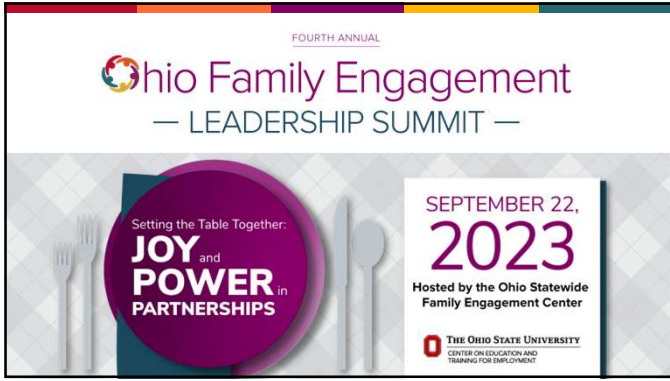 FOURTH ANNUAL
Ohio Family Engagement
— LEADERSHIP SUMMIT —
Setting the Table Together:
JOY and
POWER in
PARTNERSHIPS
SEPTEMBER 22,
2023
Hosted by the Ohio Statewide
Family Engagement Center
THE OHIO STATE UNIVERSITY
CENTER ON EDUCATION AND
TRAINING FOR EMPLOYMENT